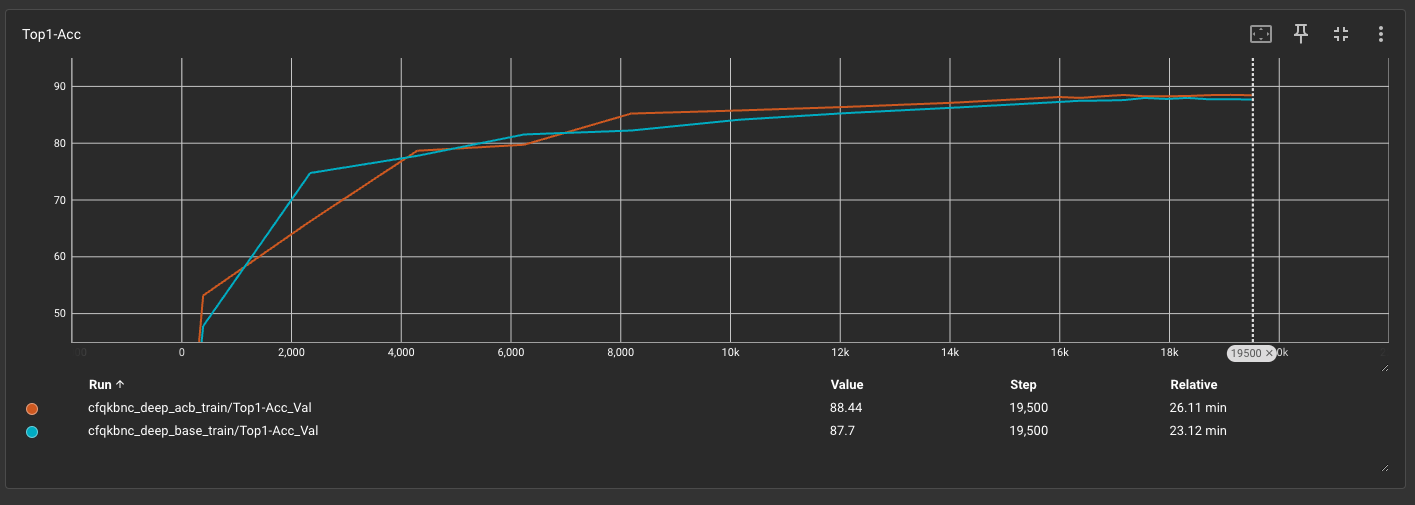 Top1-Acc
90
80
70
60
50
0 2,000 4,000 6,000 8,000 10k 12k 14k 16k 18k 19500 × 0k
Run ↑ Value Step Relative
cfqkbnc_deep_acb_train/Top1-Acc_Val 88.44 19,500 26.11 min
cfqkbnc_deep_base_train/Top1-Acc_Val 87.7 19,500 23.12 min